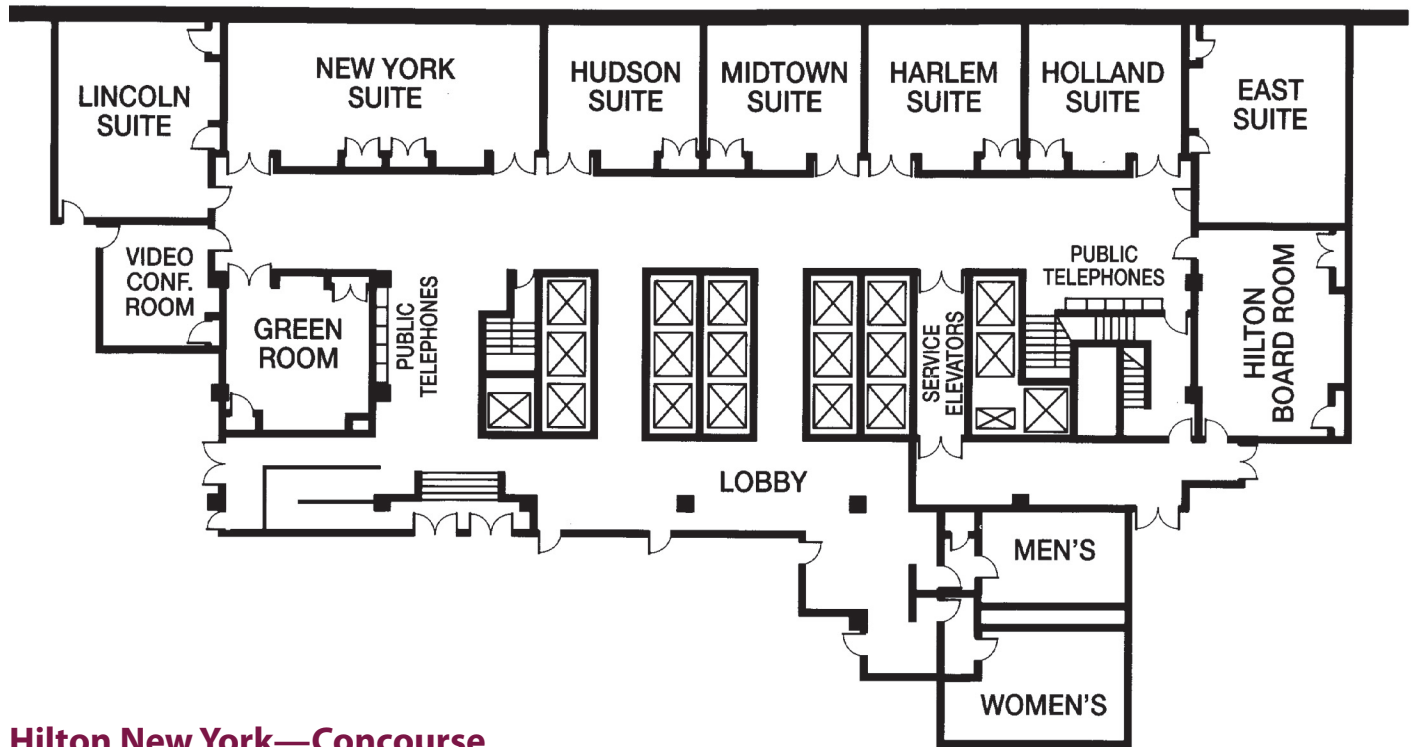 LINCOLN
SUITE
NEW YORK
SUITE
HUDSON
SUITE
MIDTOWN
SUITE
HARLEM
SUITE
HOLLAND
SUITE
EAST
SUITE
VIDEO
CONF.
ROOM
GREEN
ROOM
PUBLIC
TELEPHONES
SERVICE
ELEVATORS
PUBLIC
TELEPHONES
HILTON
BOARD ROOM
LOBBY
MEN'S
WOMEN'S
Hilton New York—Concourse